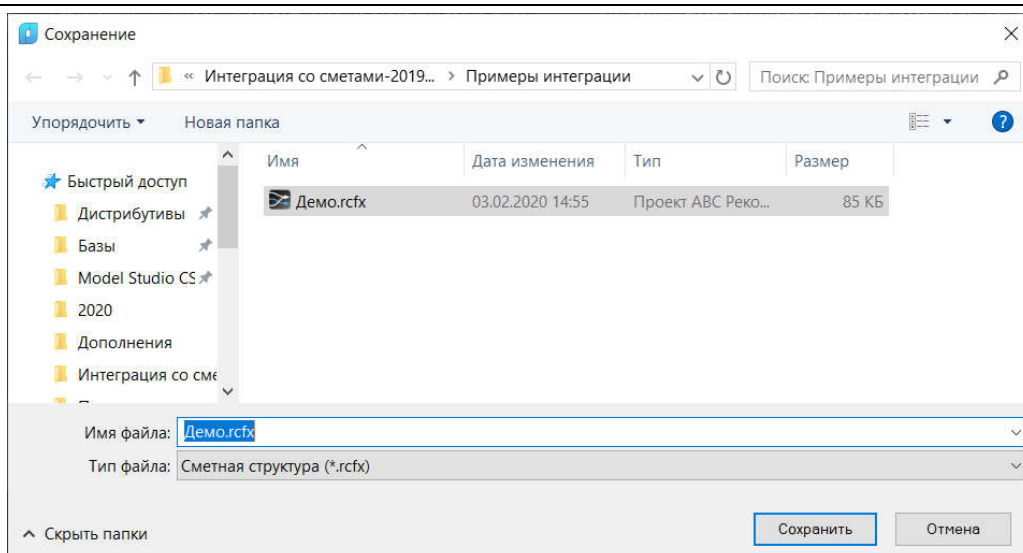 Сохранение
« Интеграция со сметами-2019... > Примеры интеграции
Поиск: Примеры интеграции
Упорядочить Новая папка
Имя Дата изменения Тип Размер
Быстрый доступ
Демо.rcfx 03.02.2020 14:55 Проект АВС Реко... 85 КБ
Дистрибутивы
Базы
Model Studio CS
2020
Дополнения
Интеграция со сме
Имя файла: Демо.rcfx
Тип файла: Сметная структура (*.rcfx)
Скрыть папки
Сохранить Отмена